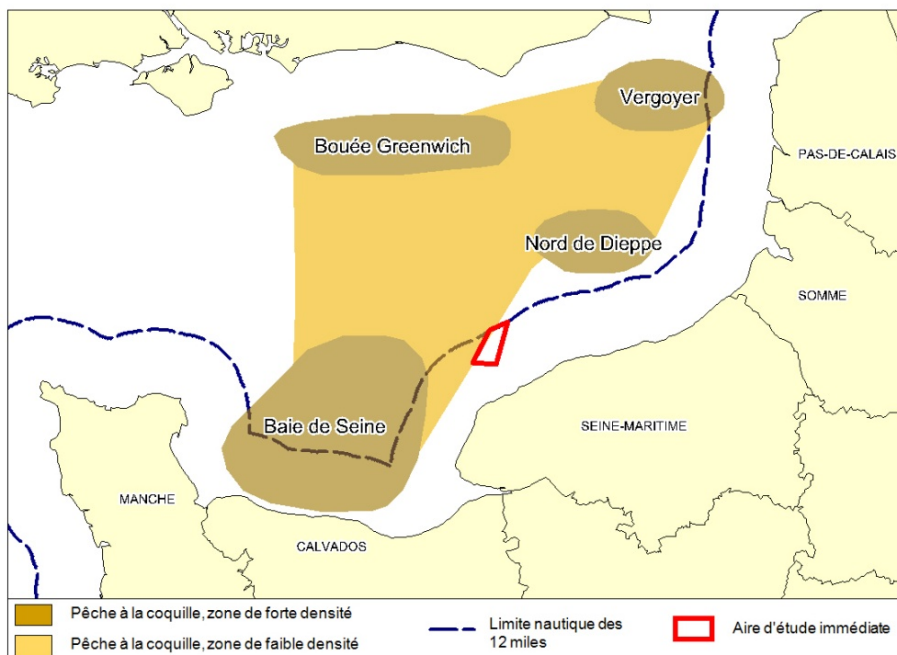 Vergoyer
Bouée Greenwich
PAS-DE-CALAIS
Nord de Dieppe
SOMME
Baie de Seine
SEINE-MARITIME
MANCHE
CALVADOS
Pêche à la coquille, zone de forte densité
Pêche à la coquille, zone de faible densité
Limite nautique des
12 miles
Aire d'étude immédiate